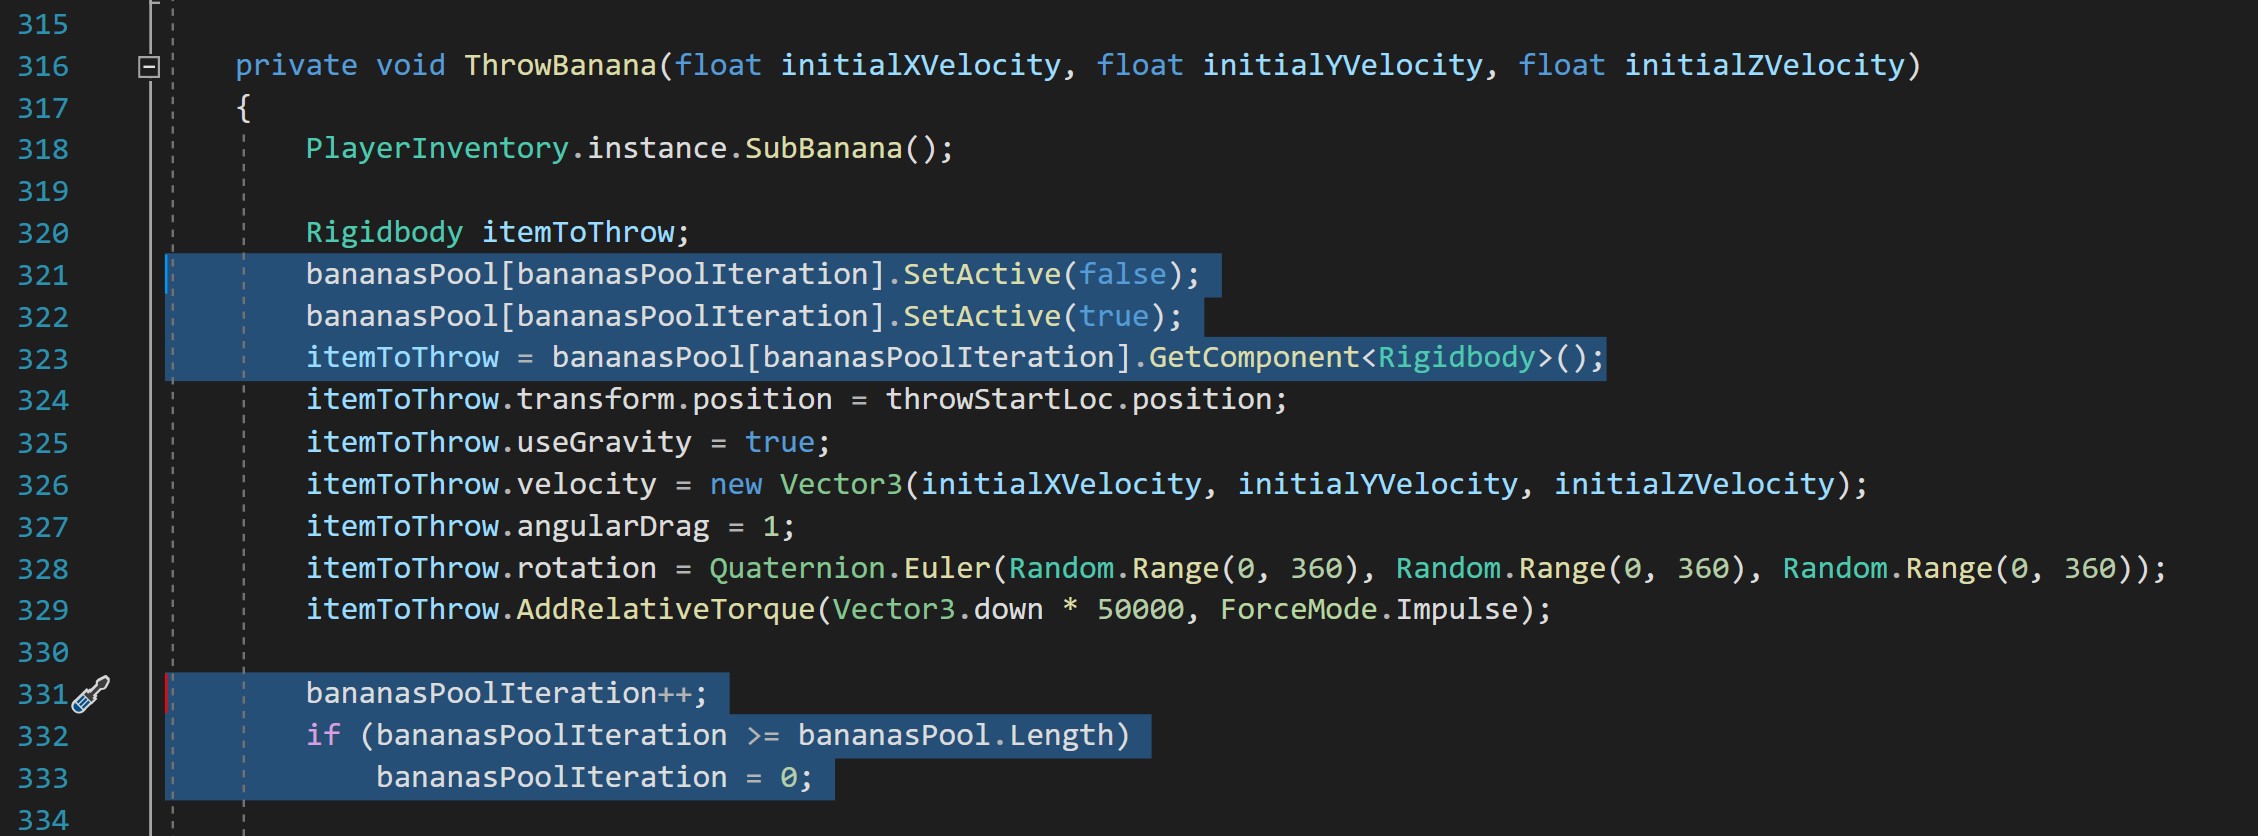 315
316 private void ThrowBanana(float initialXVelocity, float initialYVelocity, float initialZVelocity)
317 {
318 PlayerInventory.instance.SubBanana();
319
320 Rigidbody itemToThrow;
321 bananasPool[bananasPoolIteration].SetActive(false);
322 bananasPool[bananasPoolIteration].SetActive(true);
323 itemToThrow = bananasPool[bananasPoolIteration].GetComponent<Rigidbody>();
324 itemToThrow.transform.position = throwStartLoc.position;
325 itemToThrow.useGravity = true;
326 itemToThrow.velocity = new Vector3(initialXVelocity, initialYVelocity, initialZVelocity);
327 itemToThrow.angularDrag = 1;
328 itemToThrow.rotation = Quaternion.Euler(Random.Range(0, 360), Random.Range(0, 360), Random.Range(0, 360));
329 itemToThrow.AddRelativeTorque(Vector3.down * 50000, ForceMode.Impulse);
330
331 bananasPoolIteration++;
332 if (bananasPoolIteration >= bananasPool.Length)
333 bananasPoolIteration = 0;
334